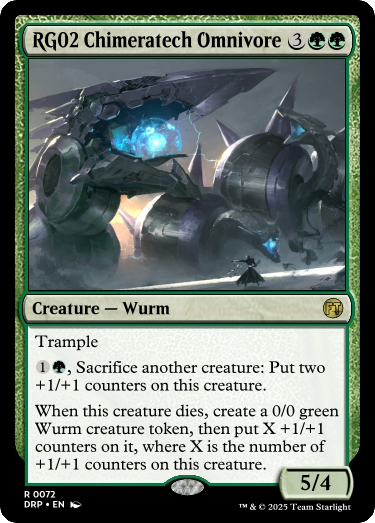 RG02 Chimeratech Omnivore 3
Creature — Wurm
FT
Trample
1, Sacrifice another creature: Put two
+1/+1 counters on this creature.
When this creature dies, create a 0/0 green
Wurm creature token, then put X +1/+1
counters on it, where X is the number of
+1/+1 counters on this creature.
5/4
R 0072
DRP • EN
™ & © 2025 Team Starlight